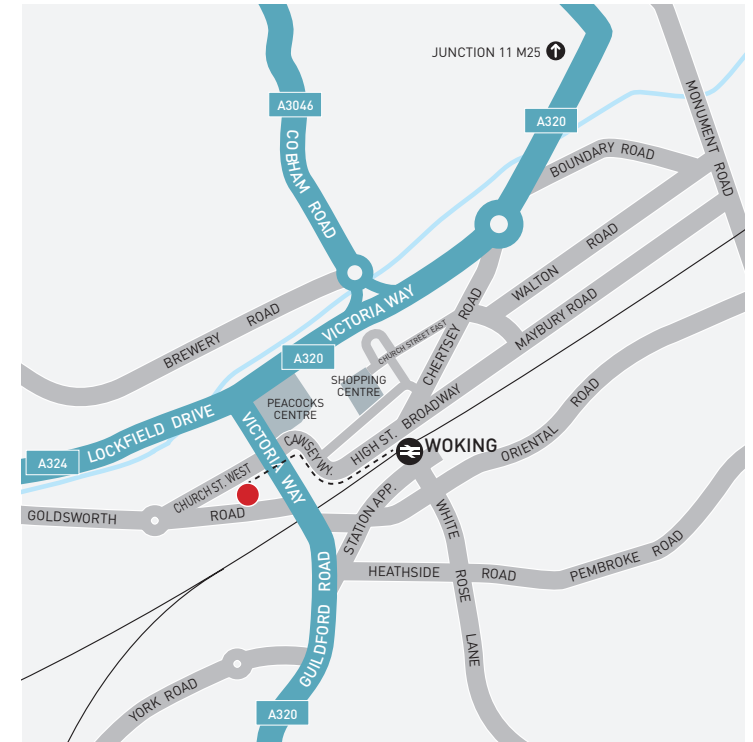 JUNCTION 11 M25
A3046
A320
COBHAM ROAD
MONUMENT ROAD
BOUNDARY ROAD
WALTON ROAD
MAYBURY ROAD
CHERTSEY ROAD
VICTORIA WAY
BREWERY ROAD
CHURCH STREET EAST
A320
SHOPPING
CENTRE
PEACOCKS
CENTRE
HIGH ST. BROADWAY
ORIENTAL ROAD
LOCKFIELD DRIVE
A324
VICTORIA WAY
CAWSEY WY.
WOKING
CHURCH ST. WEST
GOLDSWORTH ROAD
STATION APP.
WHITE ROSE LANE
HEATHSIDE ROAD
PEMBROKE ROAD
GUILDFORD ROAD
YORK ROAD
A320